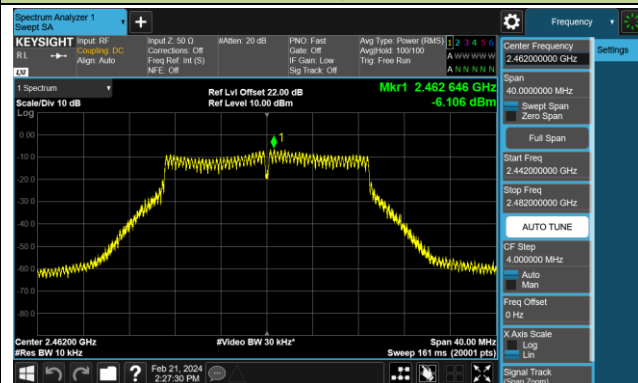 Spectrum Analyzer 1
Swept SA
Frequency
KEYSIGHT
RL
LXI
Input: RF
Coupling: DC
Align: Auto
Input Z: 50 Ω
Corrections: Off
Freq Ref: Int (S)
NFE: Off
#Atten: 20 dB
PNO: Fast
Gate: Off
IF Gain: Low
Sig Track: Off
Avg Type: Power (RMS)
Avg|Hold: 100/100
Trig: Free Run
1 2 3 4 5 6
A W W W W W
A N N N N N
1 Spectrum
Scale/Div 10 dB
Log
Ref Lvl Offset 22.00 dB
Ref Level 10.00 dBm
Mkr1 2.462 646 GHz
-6.106 dBm
1
0.00
-10.0
-20.0
-30.0
-40.0
-50.0
-60.0
-70.0
-80.0
Center 2.46200 GHz
#Res BW 10 kHz
#Video BW 30 kHz*
Span 40.00 MHz
Sweep 161 ms (20001 pts)
Feb 21, 2024
2:27:30 PM
Settings
Center Frequency
2.462000000 GHz
Span
40.0000000 MHz
Swept Span
Zero Span
Full Span
Start Freq
2.442000000 GHz
Stop Freq
2.482000000 GHz
AUTO TUNE
CF Step
4.000000 MHz
Auto
Man
Freq Offset
0 Hz
X Axis Scale
Log
Lin
Signal Track
(Span Zoom)